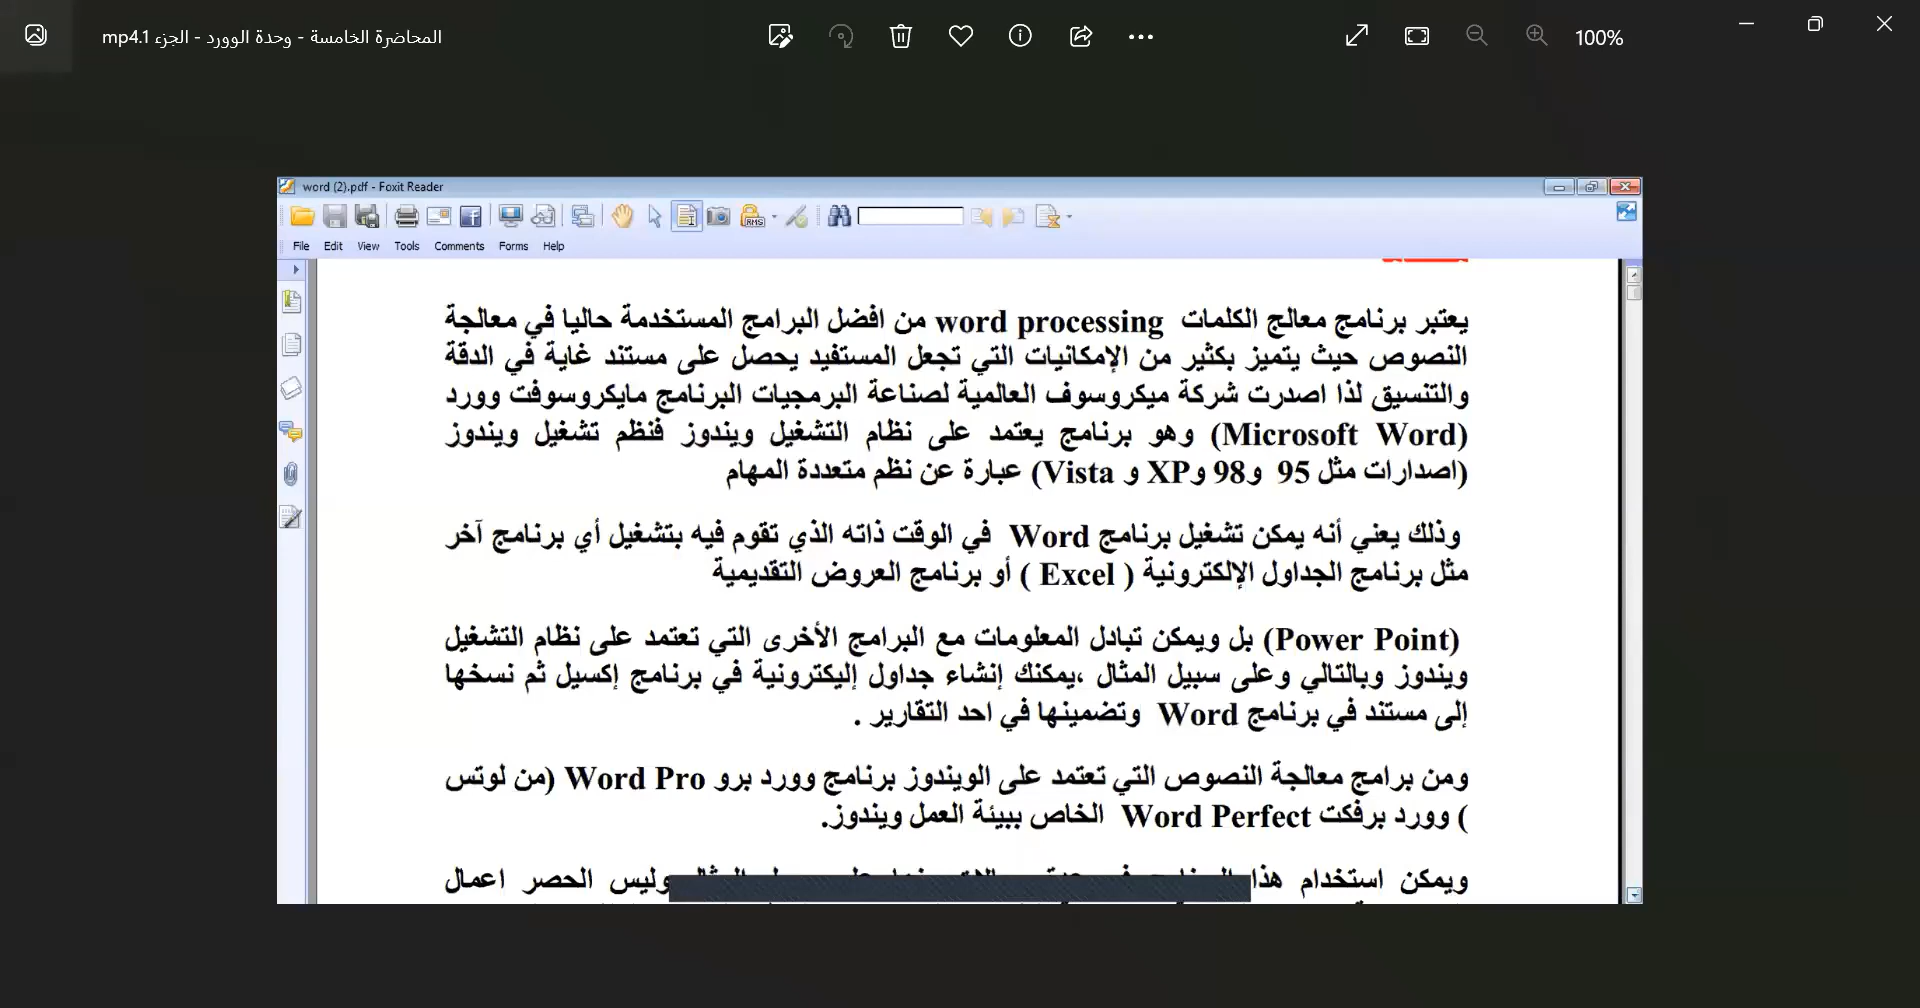 المحاضرة الخامسة - وحدة الوورد - الجزء 1.mp4
100%
word (2).pdf - Foxit Reader
RMS
File Edit View Tools Comments Forms Help
يعتبر برنامج معالج الكلمات word processing من افضل البرامج المستخدمة حاليا في معالجة
النصوص حيث يتميز بكثير من الإمكانيات التي تجعل المستفيد يحصل على مستند غاية في الدقة
والتنسيق لذا اصدرت شركة ميكروسوف العالمية لصناعة البرمجيات البرنامج مايكروسوفت وورد
(Microsoft Word) وهو برنامج يعتمد على نظام التشغيل ويندوز فنظم تشغيل ويندوز
(اصدارات مثل 95 و98 وXP و Vista) عبارة عن نظم متعددة المهام
وذلك يعني أنه يمكن تشغيل برنامج Word في الوقت ذاته الذي تقوم فيه بتشغيل أي برنامج آخر
مثل برنامج الجداول الإلكترونية ( Excel ) أو برنامج العروض التقديمية
(Power Point) بل ويمكن تبادل المعلومات مع البرامج الأخرى التي تعتمد على نظام التشغيل
ويندوز وبالتالي وعلى سبيل المثال ،يمكنك إنشاء جداول إليكترونية في برنامج إكسيل ثم نسخها
إلى مستند في برنامج Word وتضمينها في احد التقارير .
ومن برامج معالجة النصوص التي تعتمد على الويندوز برنامج وورد برو Word Pro (من لوتس
) وورد برفكت Word Perfect الخاص ببيئة العمل ويندوز.
ويمكن استخدام هذا وليس الحصر اعمال